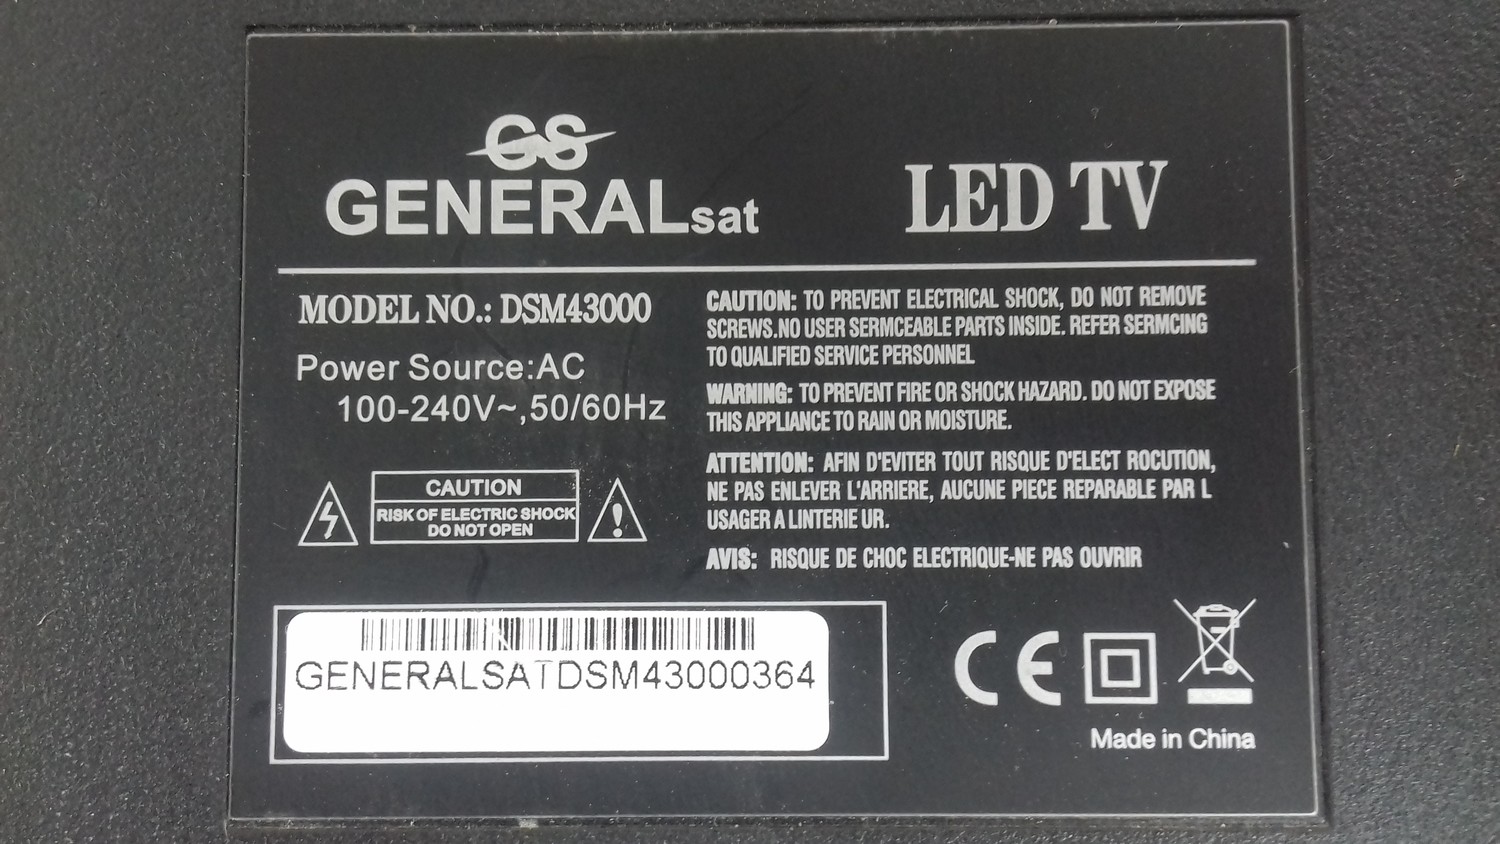 GS
GENERALsat
LED TV
MODEL NO.: DSM43000
Power Source:AC
100-240V~,50/60Hz
CAUTION
RISK OF ELECTRIC SHOCK
DO NOT OPEN
CAUTION: TO PREVENT ELECTRICAL SHOCK, DO NOT REMOVE
SCREWS.NO USER SERMCEABLE PARTS INSIDE. REFER SERMCING
TO QUALIFIED SERVICE PERSONNEL
WARNING: TO PREVENT FIRE OR SHOCK HAZARD. DO NOT EXPOSE
THIS APPLIANCE TO RAIN OR MOISTURE.
ATTENTION: AFIN D'EVITER TOUT RISQUE D'ELECT ROCUTION,
NE PAS ENLEVER L'ARRIERE, AUCUNE PIECE REPARABLE PAR L
USAGER A LINTERIE UR.
AVIS: RISQUE DE CHOC ELECTRIQUE-NE PAS OUVRIR
GENERALSATDSM43000364
CE
Made in China